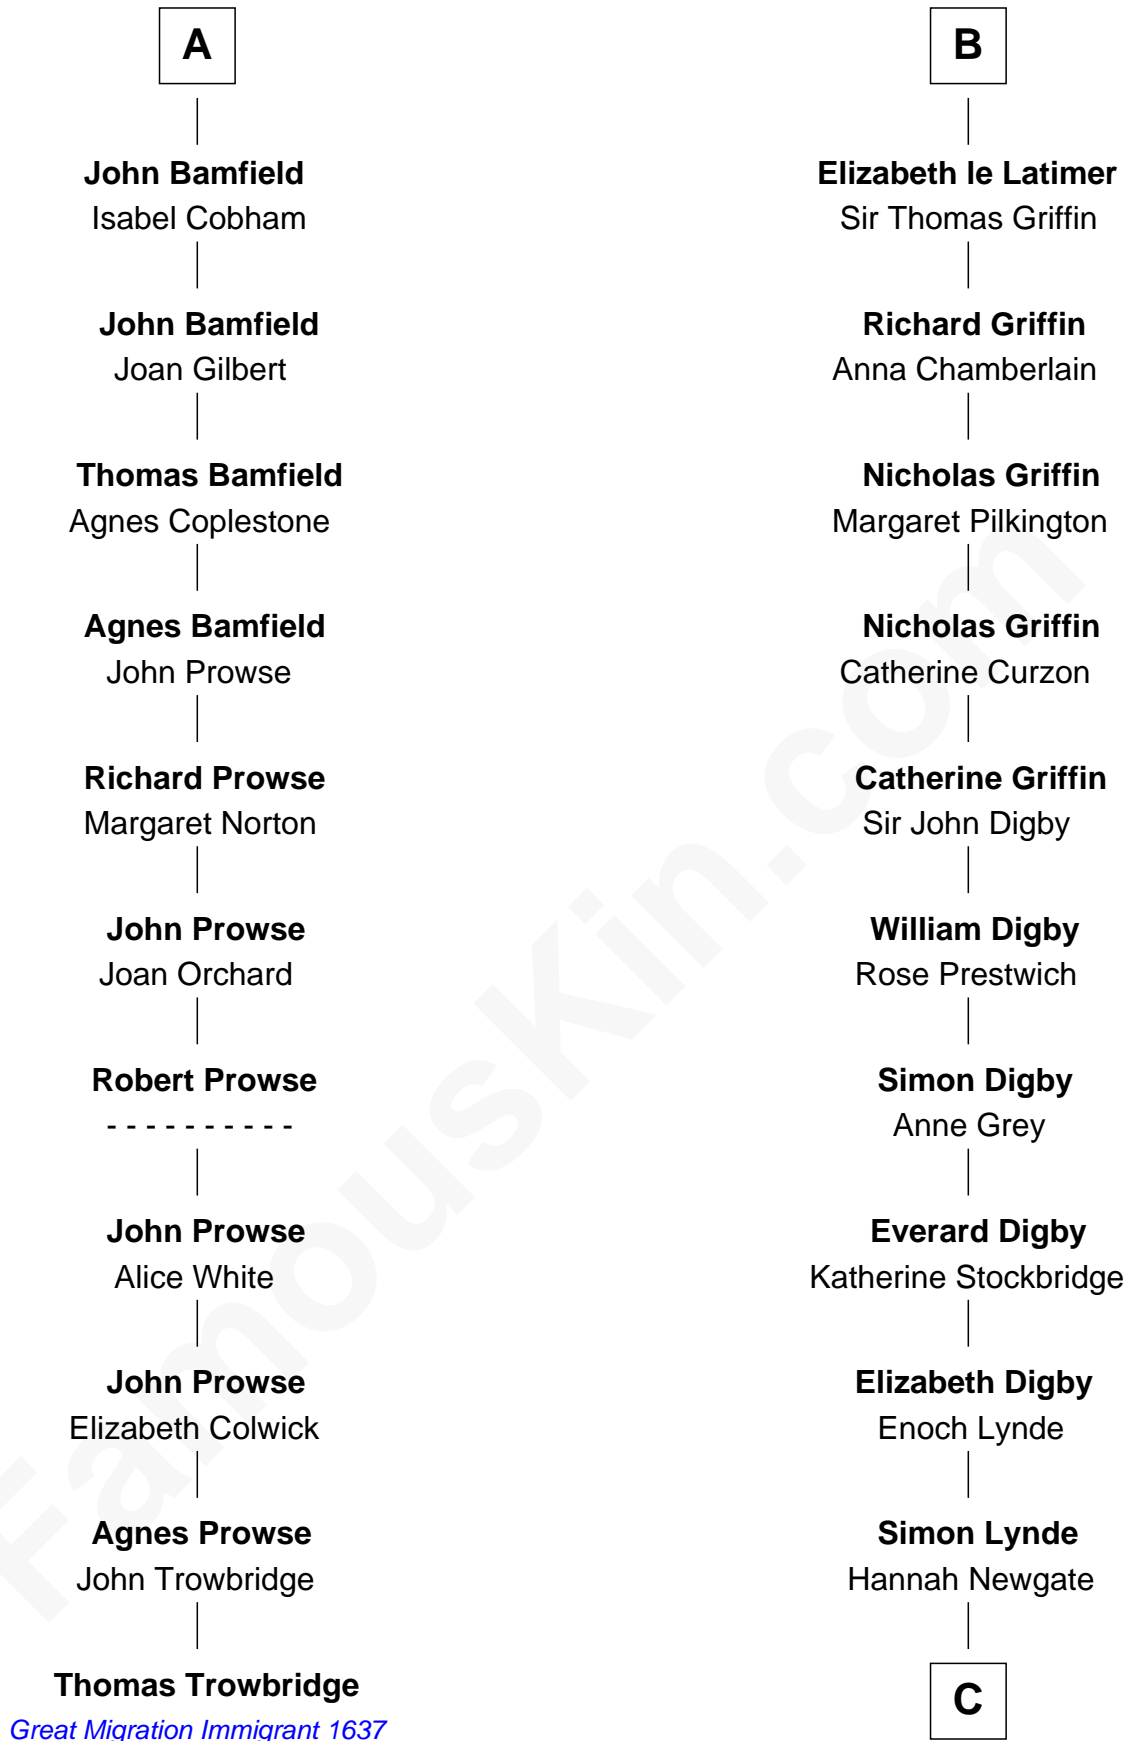 A
John Bamfield
Isabel Cobham
John Bamfield
Joan Gilbert
Thomas Bamfield
Agnes Coplestone
Agnes Bamfield
John Prowse
Richard Prowse
Margaret Norton
John Prowse
Joan Orchard
Robert Prowse
- - - - - - - - - -
John Prowse
Alice White
John Prowse
Elizabeth Colwick
Agnes Prowse
John Trowbridge
Thomas Trowbridge
Great Migration Immigrant 1637
B
Elizabeth le Latimer
Sir Thomas Griffin
Richard Griffin
Anna Chamberlain
Nicholas Griffin
Margaret Pilkington
Nicholas Griffin
Catherine Curzon
Catherine Griffin
Sir John Digby
William Digby
Rose Prestwich
Simon Digby
Anne Grey
Everard Digby
Katherine Stockbridge
Elizabeth Digby
Enoch Lynde
Simon Lynde
Hannah Newgate
C
FamousKin.com